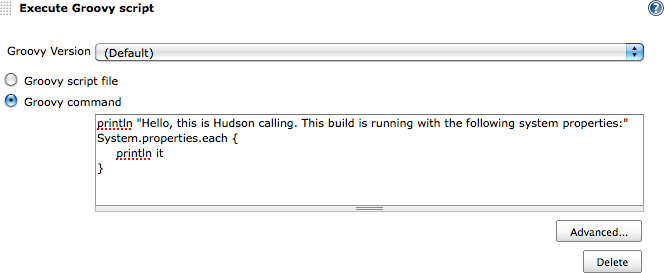 Execute Groovy script
?
Groovy Version (Default)
Groovy script file
Groovy command
println "Hello, this is Hudson calling. This build is running with the following system properties:"
System.properties.each {
println it
}
Advanced...
Delete